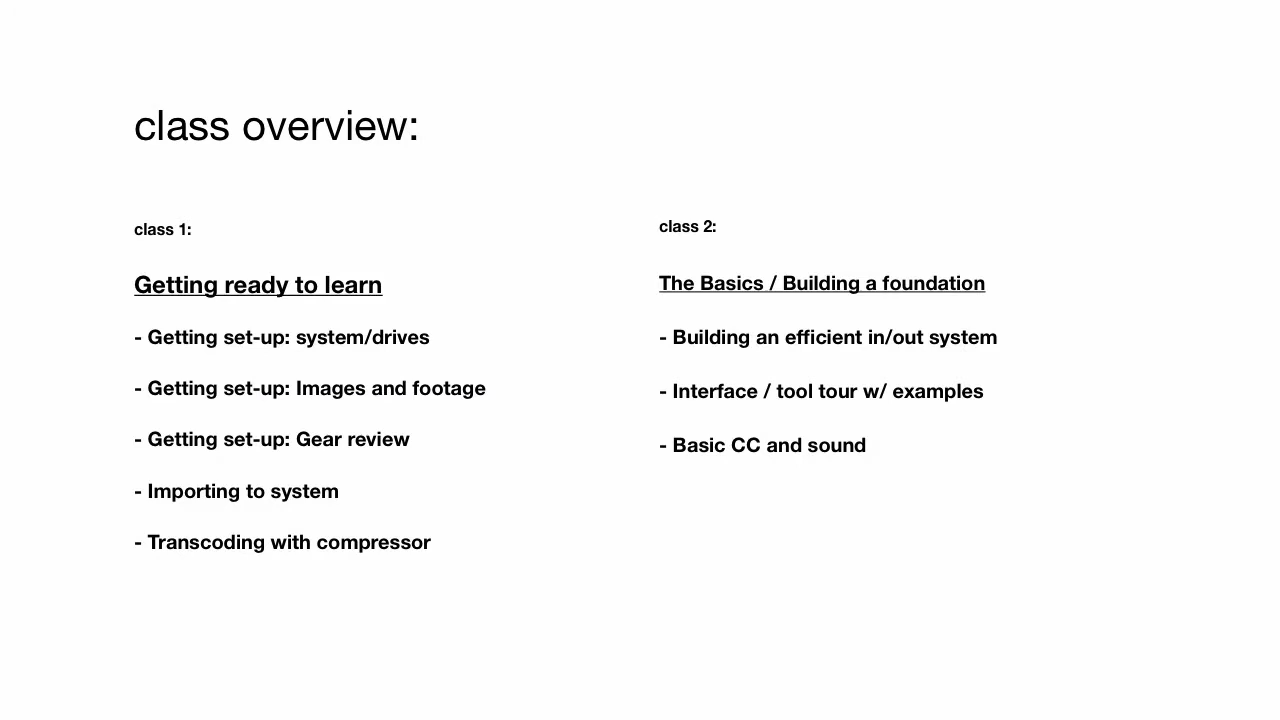 class overview:
class 1:
Getting ready to learn
- Getting set-up: system/drives
- Getting set-up: Images and footage
- Getting set-up: Gear review
- Importing to system
- Transcoding with compressor
class 2:
The Basics / Building a foundation
- Building an efficient in/out system
- Interface / tool tour w/ examples
- Basic CC and sound